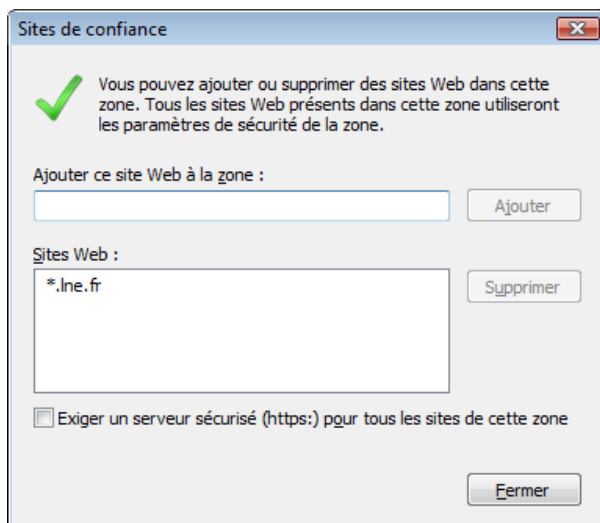 Sites de confiance
Vous pouvez ajouter ou supprimer des sites Web dans cette
zone. Tous les sites Web présents dans cette zone utiliseront
les paramètres de sécurité de la zone.
Ajouter ce site Web à la zone :
Ajouter
Sites Web :
*.lne.fr
Supprimer
Exiger un serveur sécurisé (https:) pour tous les sites de cette zone
Fermer